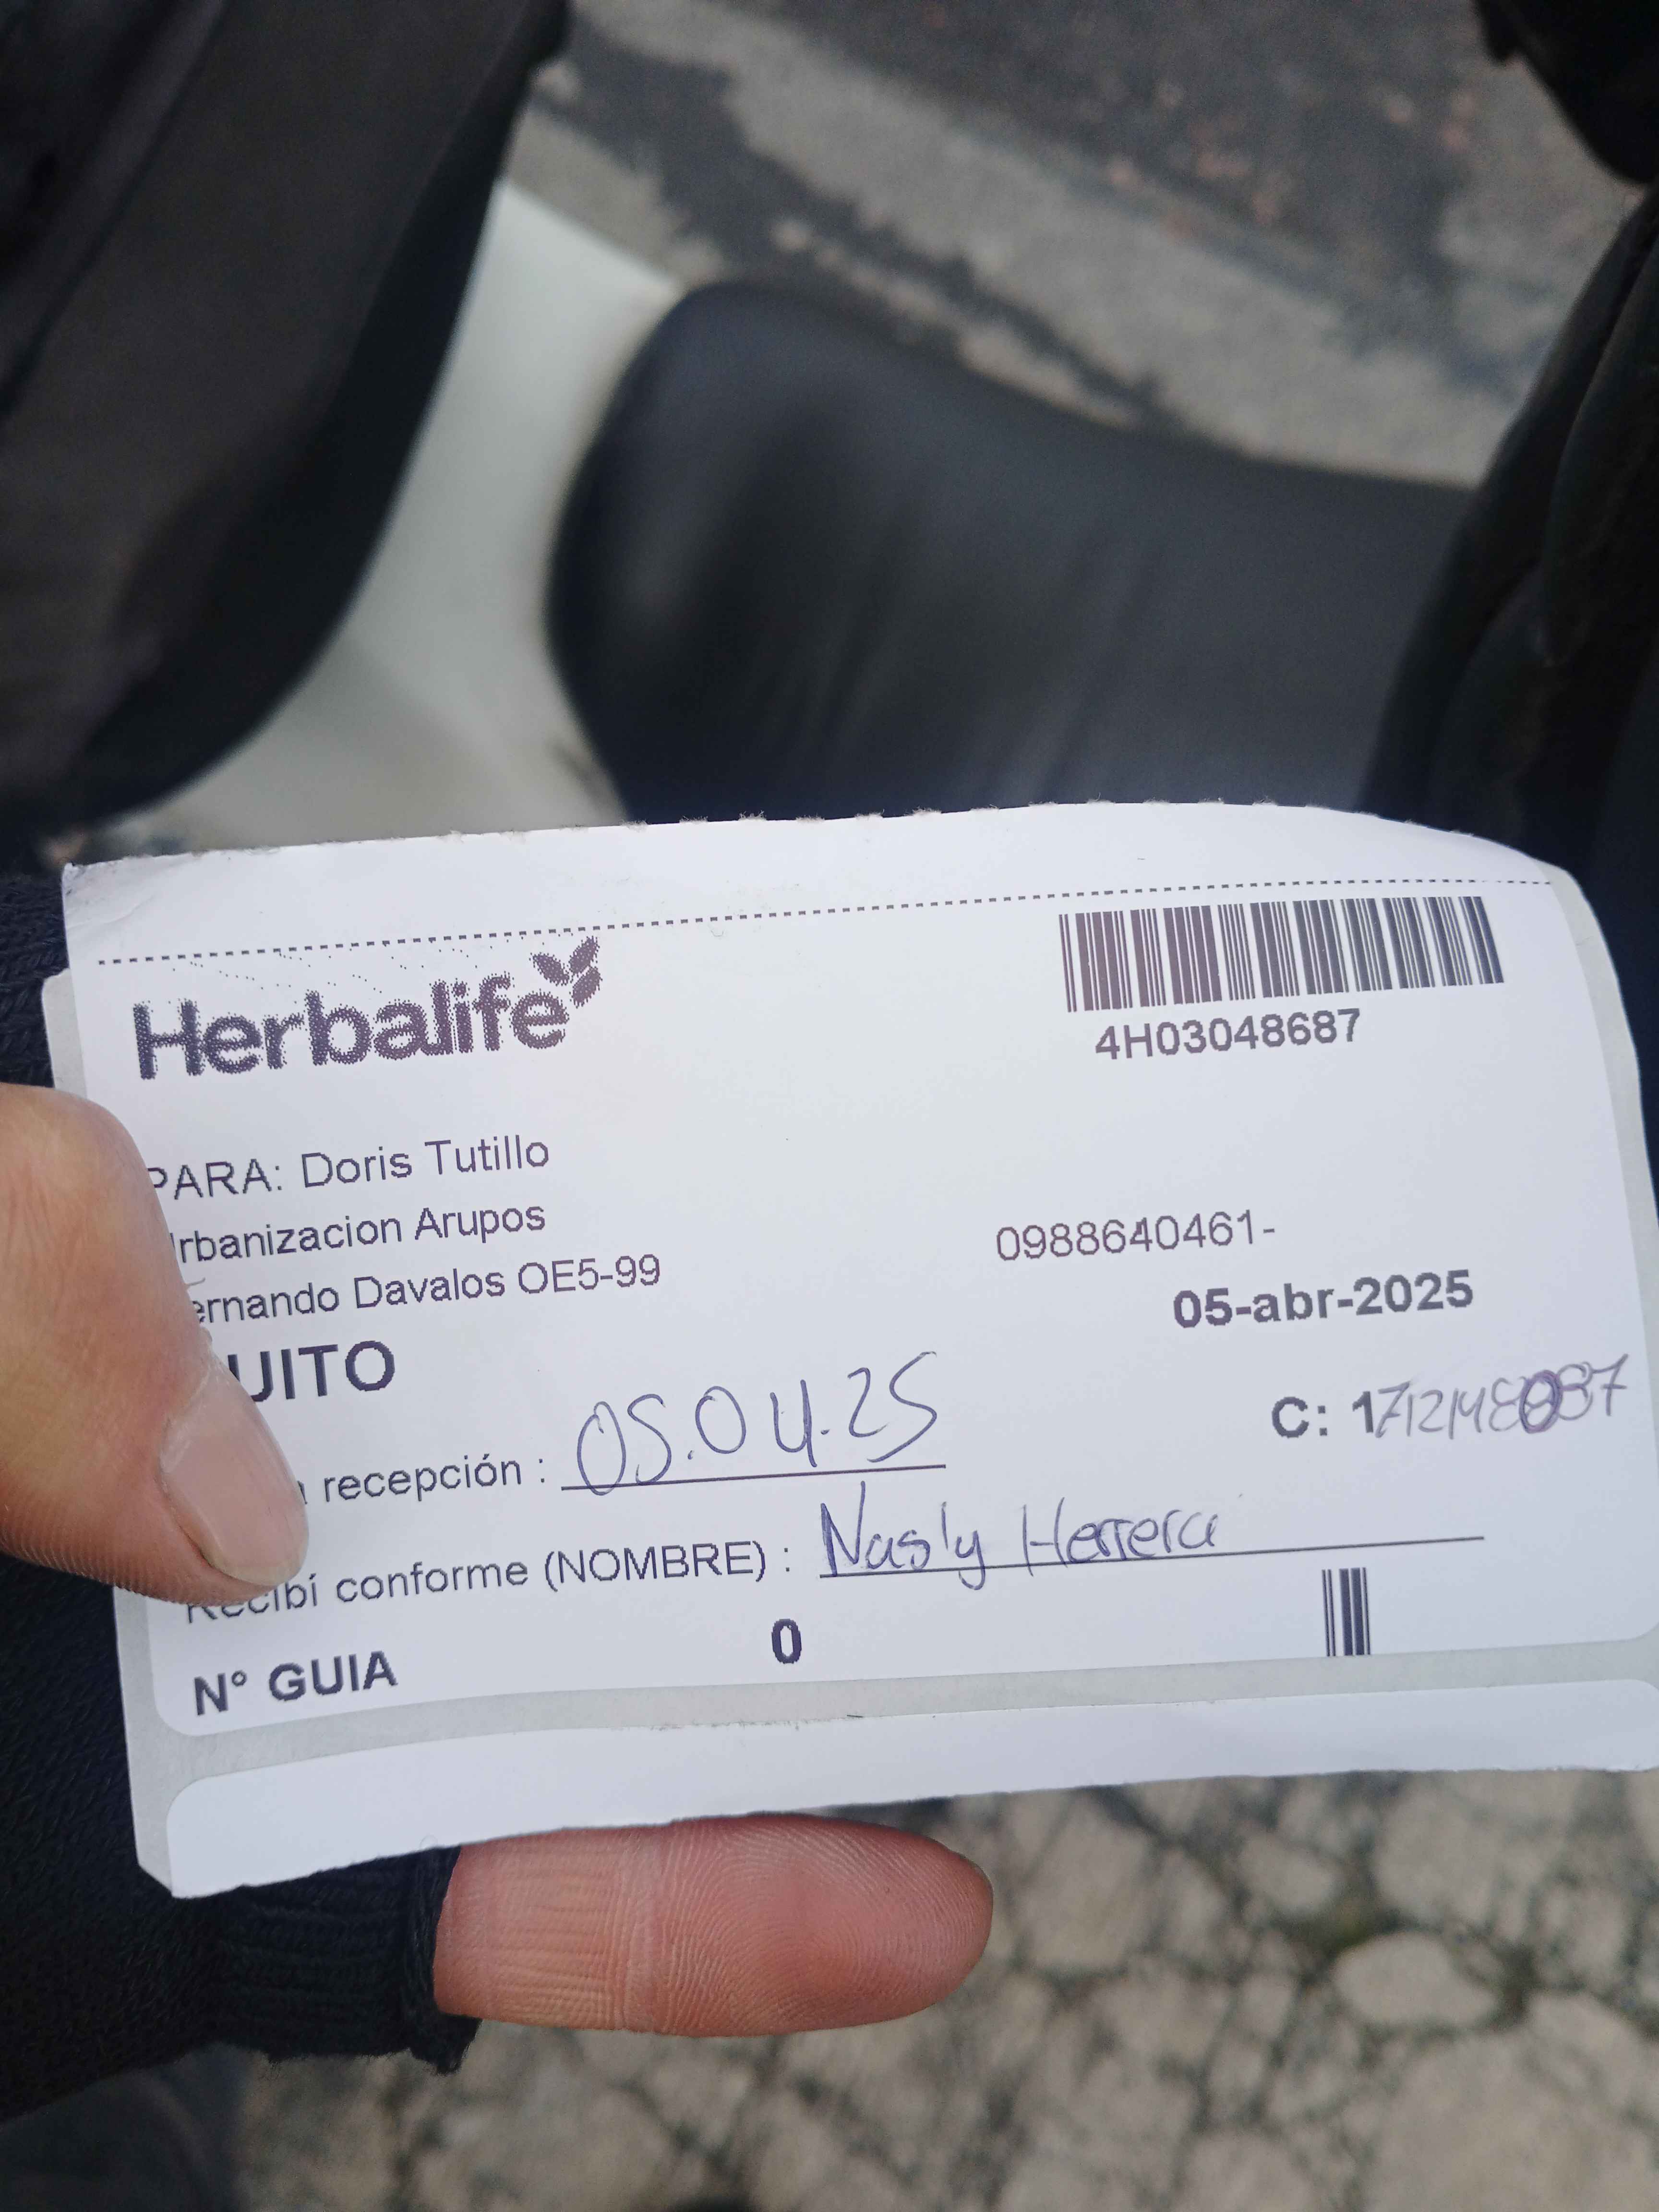 Herbalife
4H03048687
PARA: Doris Tutillo
rbanizacion Arupos
0988640461-
ernando Davalos OE5-99
05-abr-2025
UITO
C: 1
recepción : 05.04.25
Recibí conforme (NOMBRE) : Nasly Herrera
N° GUIA 0